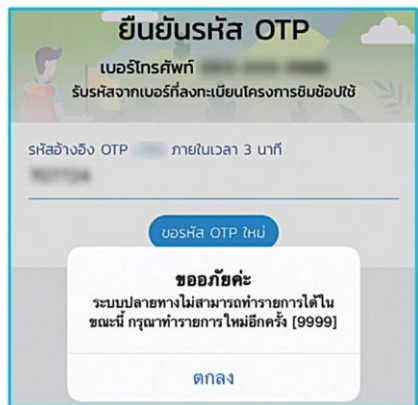 ยืนยันรหัส OTP
เบอร์โทรศัพท์
รับรหัสจากเบอร์ที่ลงทะเบียนโครงการชิมช้อปใช้
รหัสอ้างอิง OTP ภายในเวลา 3 นาที
ขอรหัส OTP ใหม่
ขออภัยค่ะ
ระบบปลายทางไม่สามารถทำรายการได้ใน
ขณะนี้ กรุณาทำรายการใหม่อีกครั้ง [9999]
ตกลง